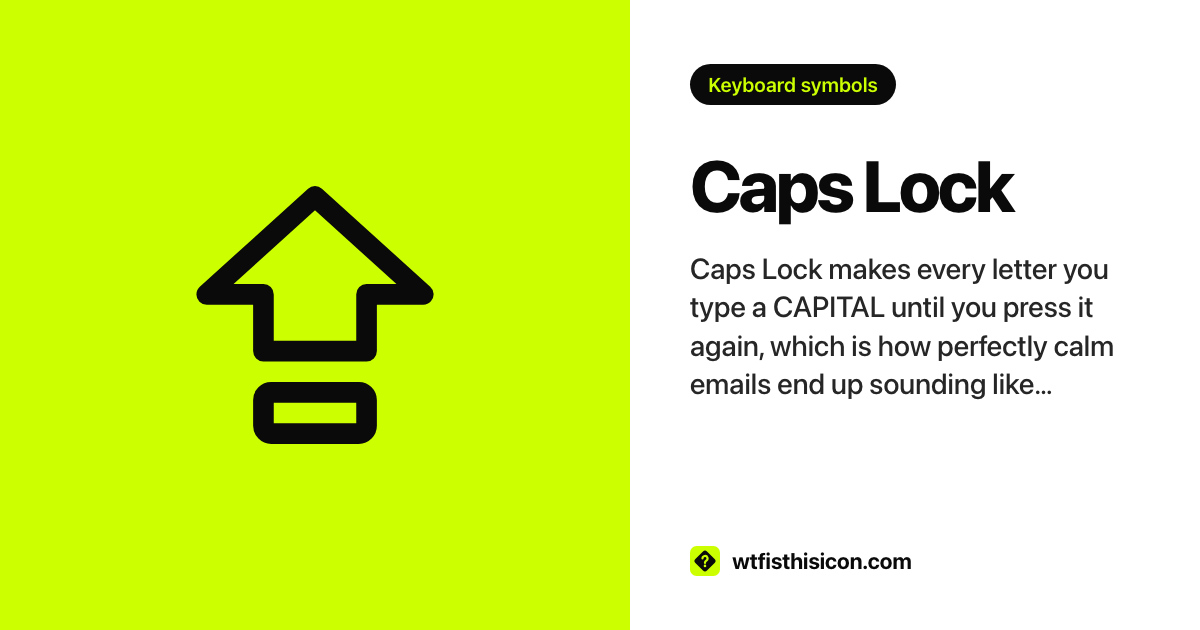 Keyboard symbols
Caps Lock
Caps Lock makes every letter you
type a CAPITAL until you press it
again, which is how perfectly calm
emails end up sounding like...
?
wtfisthisicon.com